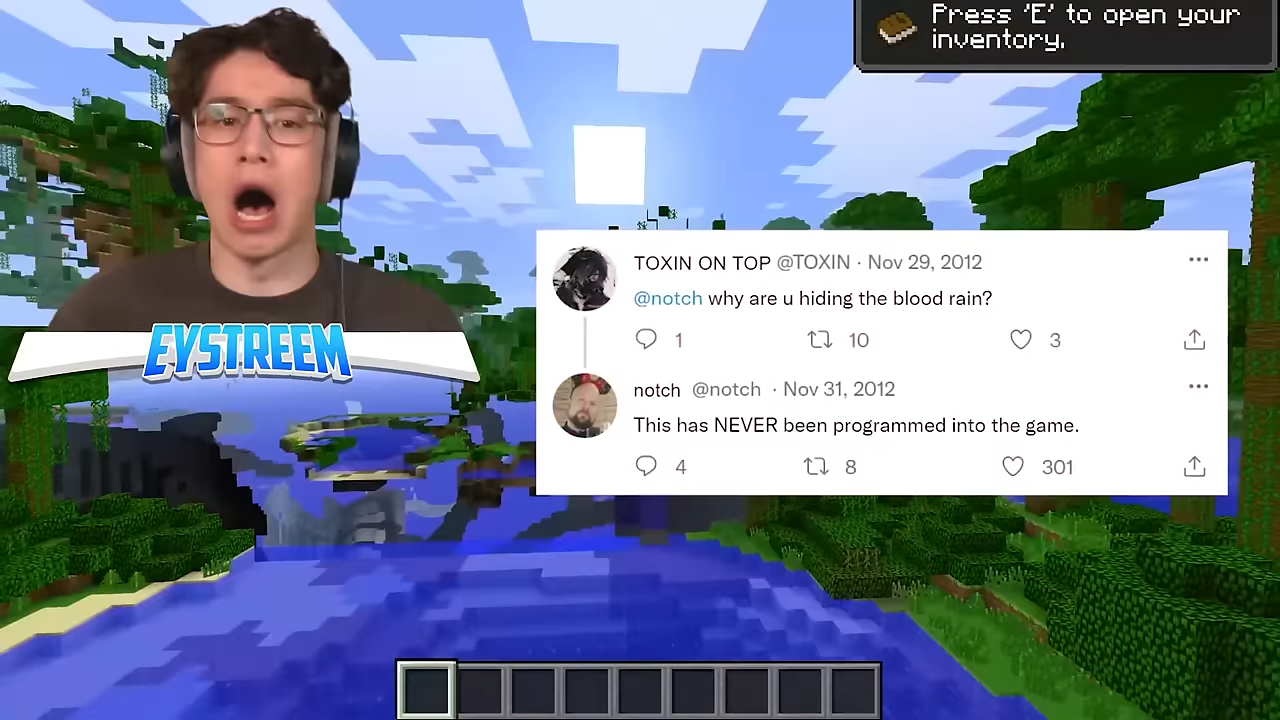 Press 'E' to open your
inventory.
EYSTREEM
TOXIN ON TOP @TOXIN · Nov 29, 2012
@notch why are u hiding the blood rain?
1 10 3
notch @notch · Nov 31, 2012
This has NEVER been programmed into the game.
4 8 301